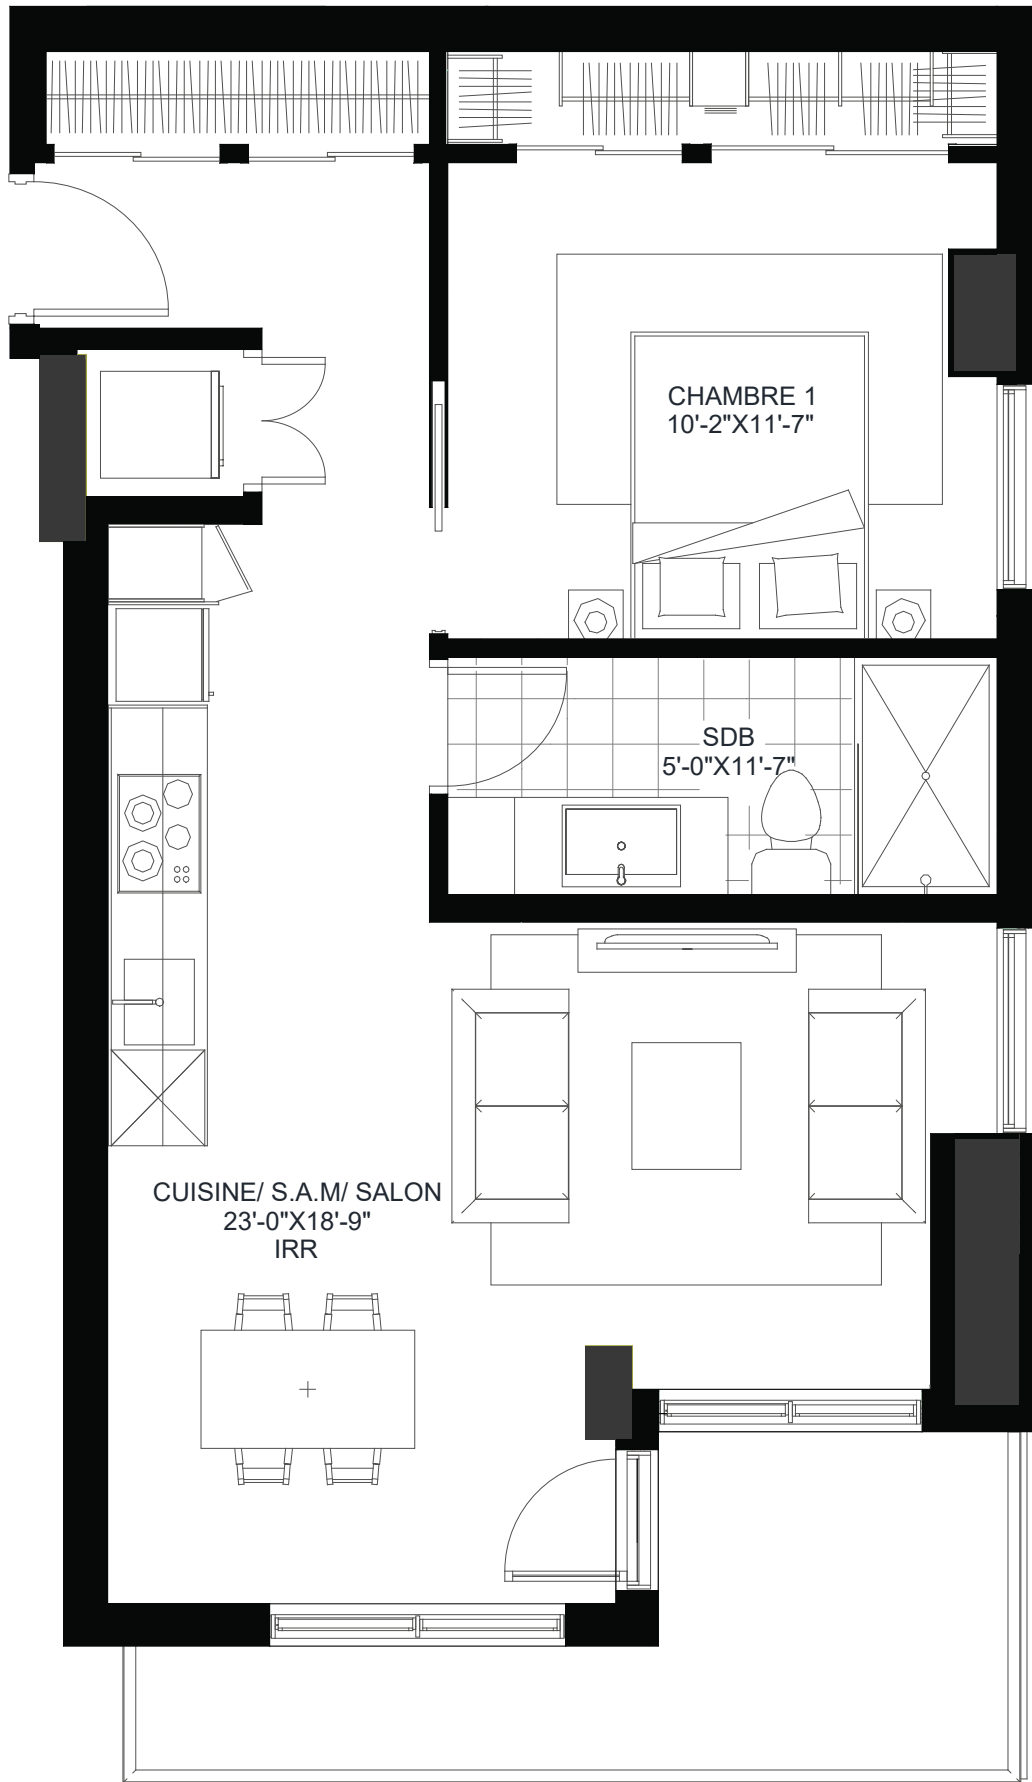 CHAMBRE 1
10'-2"X11'-7"
SDB
5'-0"X11'-7"
CUISINE/ S.A.M/ SALON
23'-0"X18'-9"
IRR